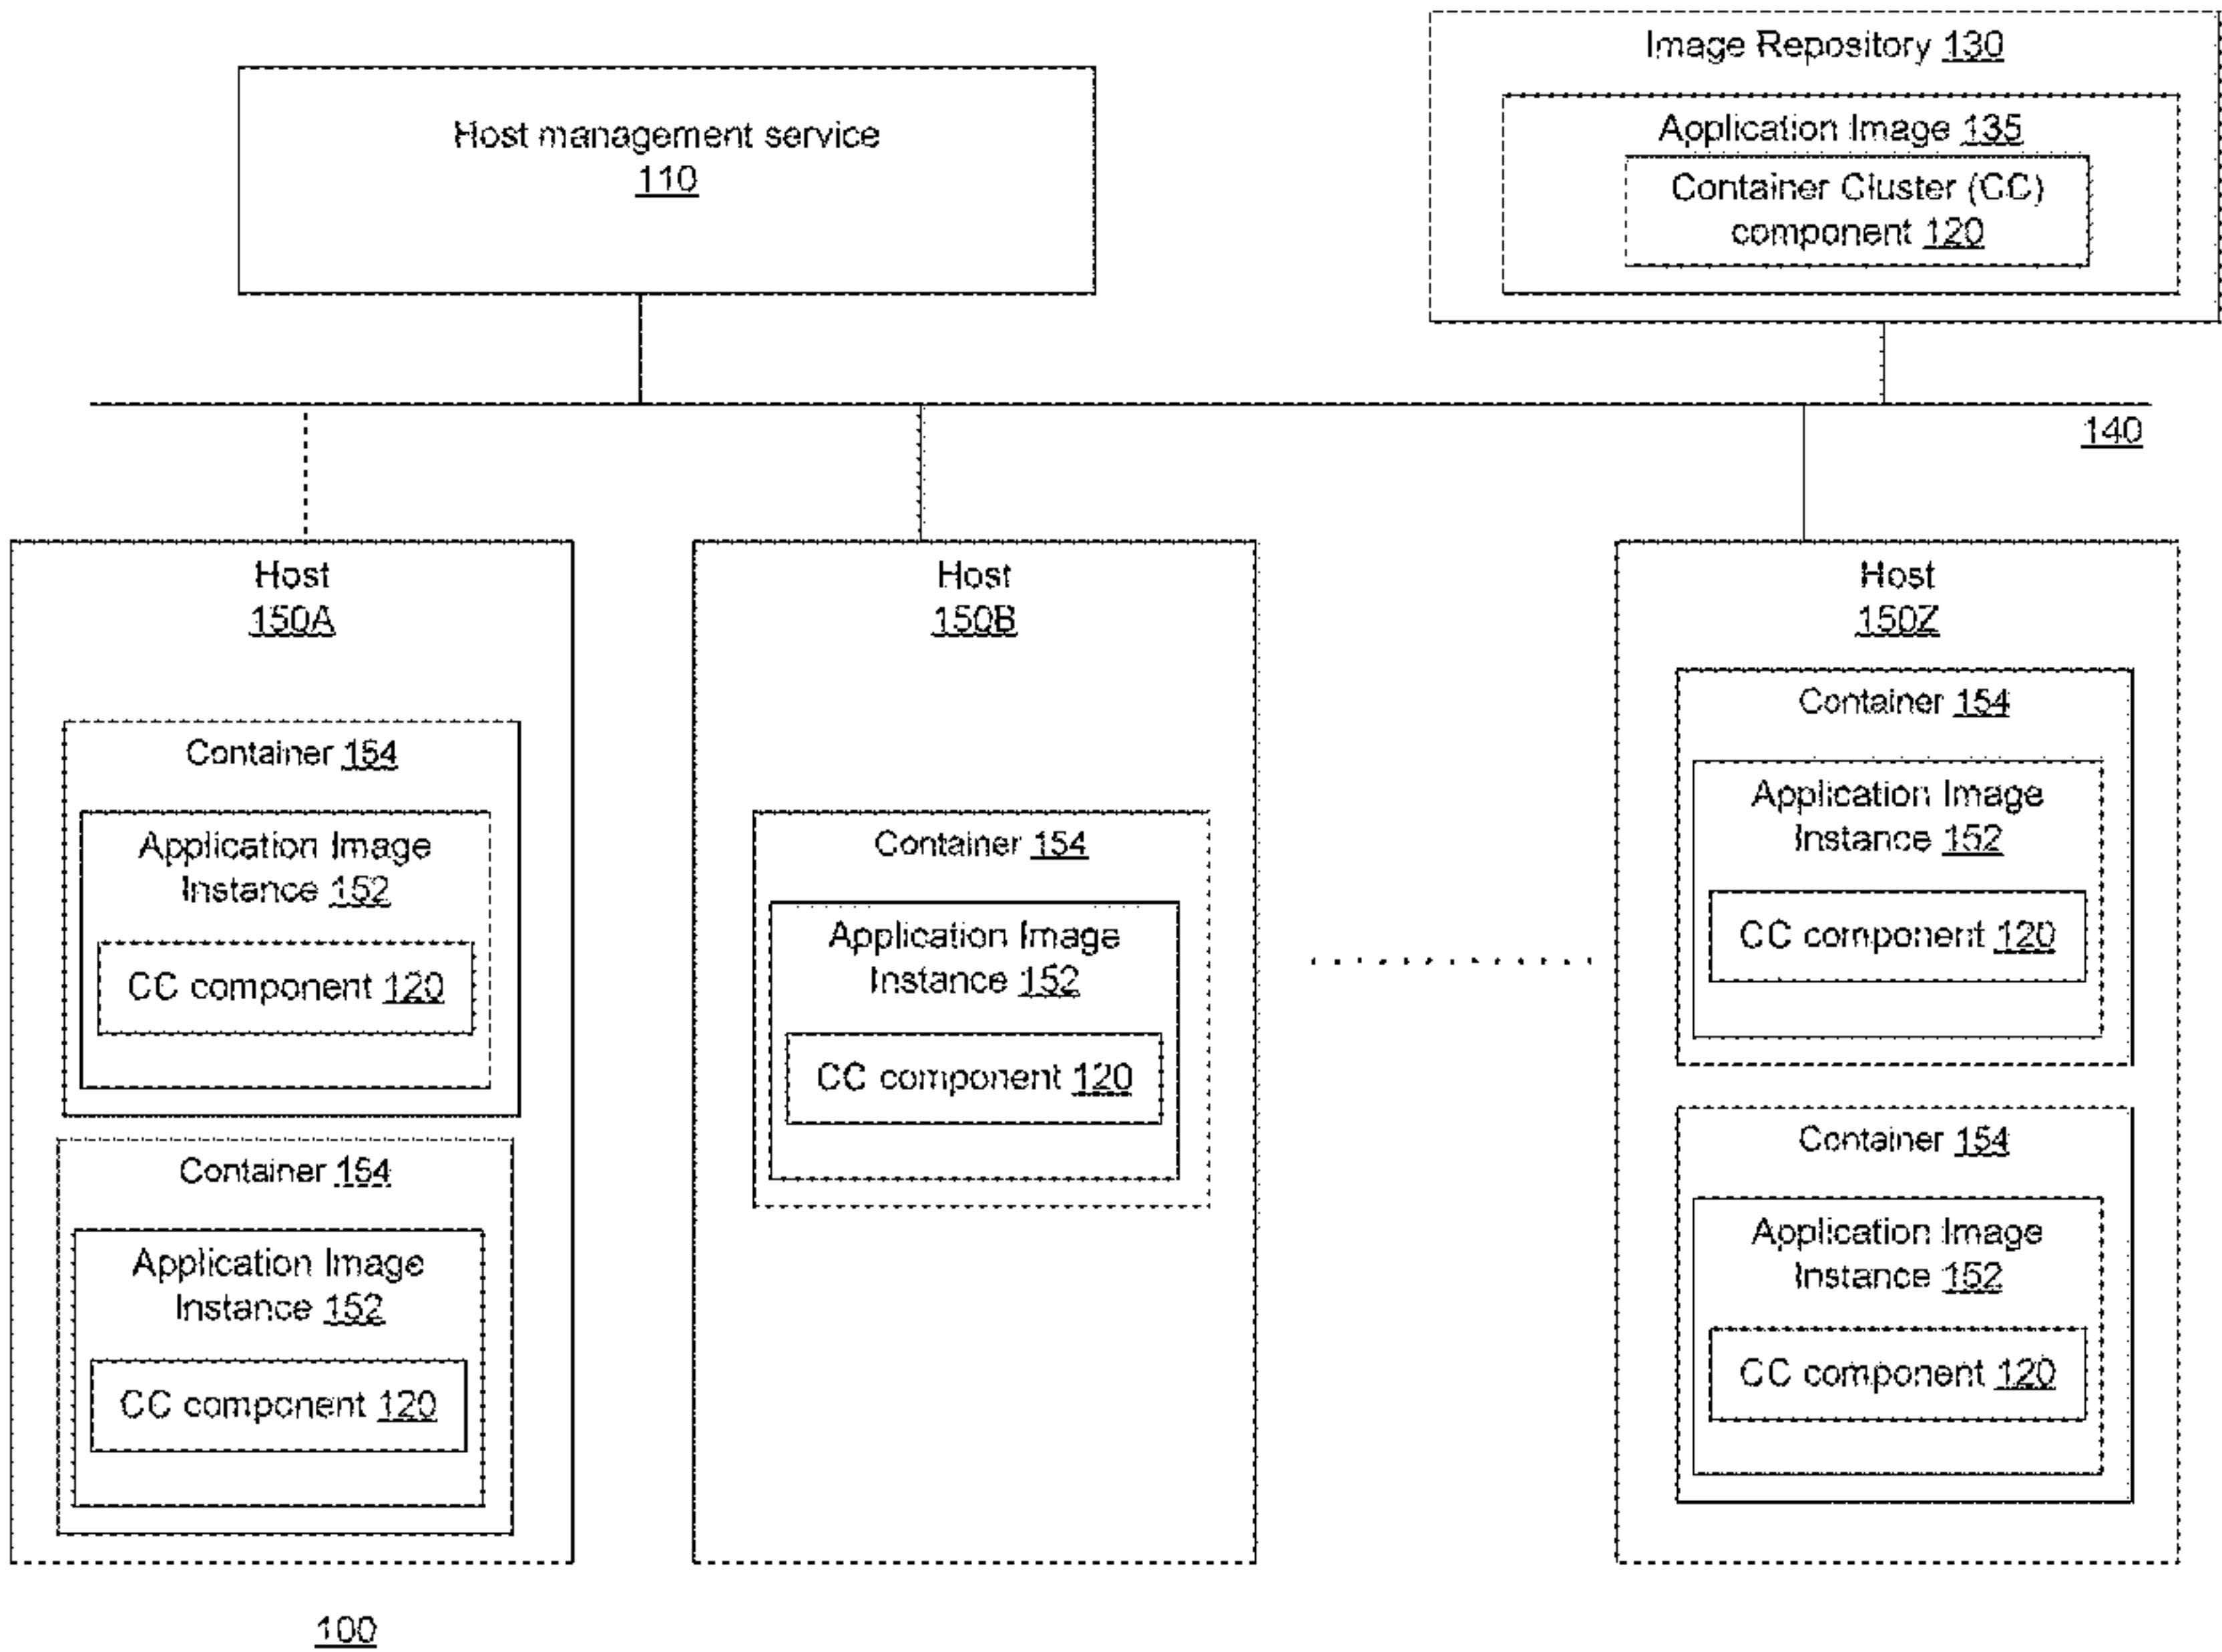 Image Repository 130
Host management service
110
Application Image 135
Container Cluster (CC)
component 120
140
Host
150A
Container 154
Application Image
Instance 152
CC component 120
Container 154
Application Image
Instance 152
CC component 120
Host
150B
Container 154
Application Image
Instance 152
CC component 120
Host
150Z
Container 154
Application Image
Instance 152
CC component 120
Container 154
Application Image
Instance 152
CC component 120
100